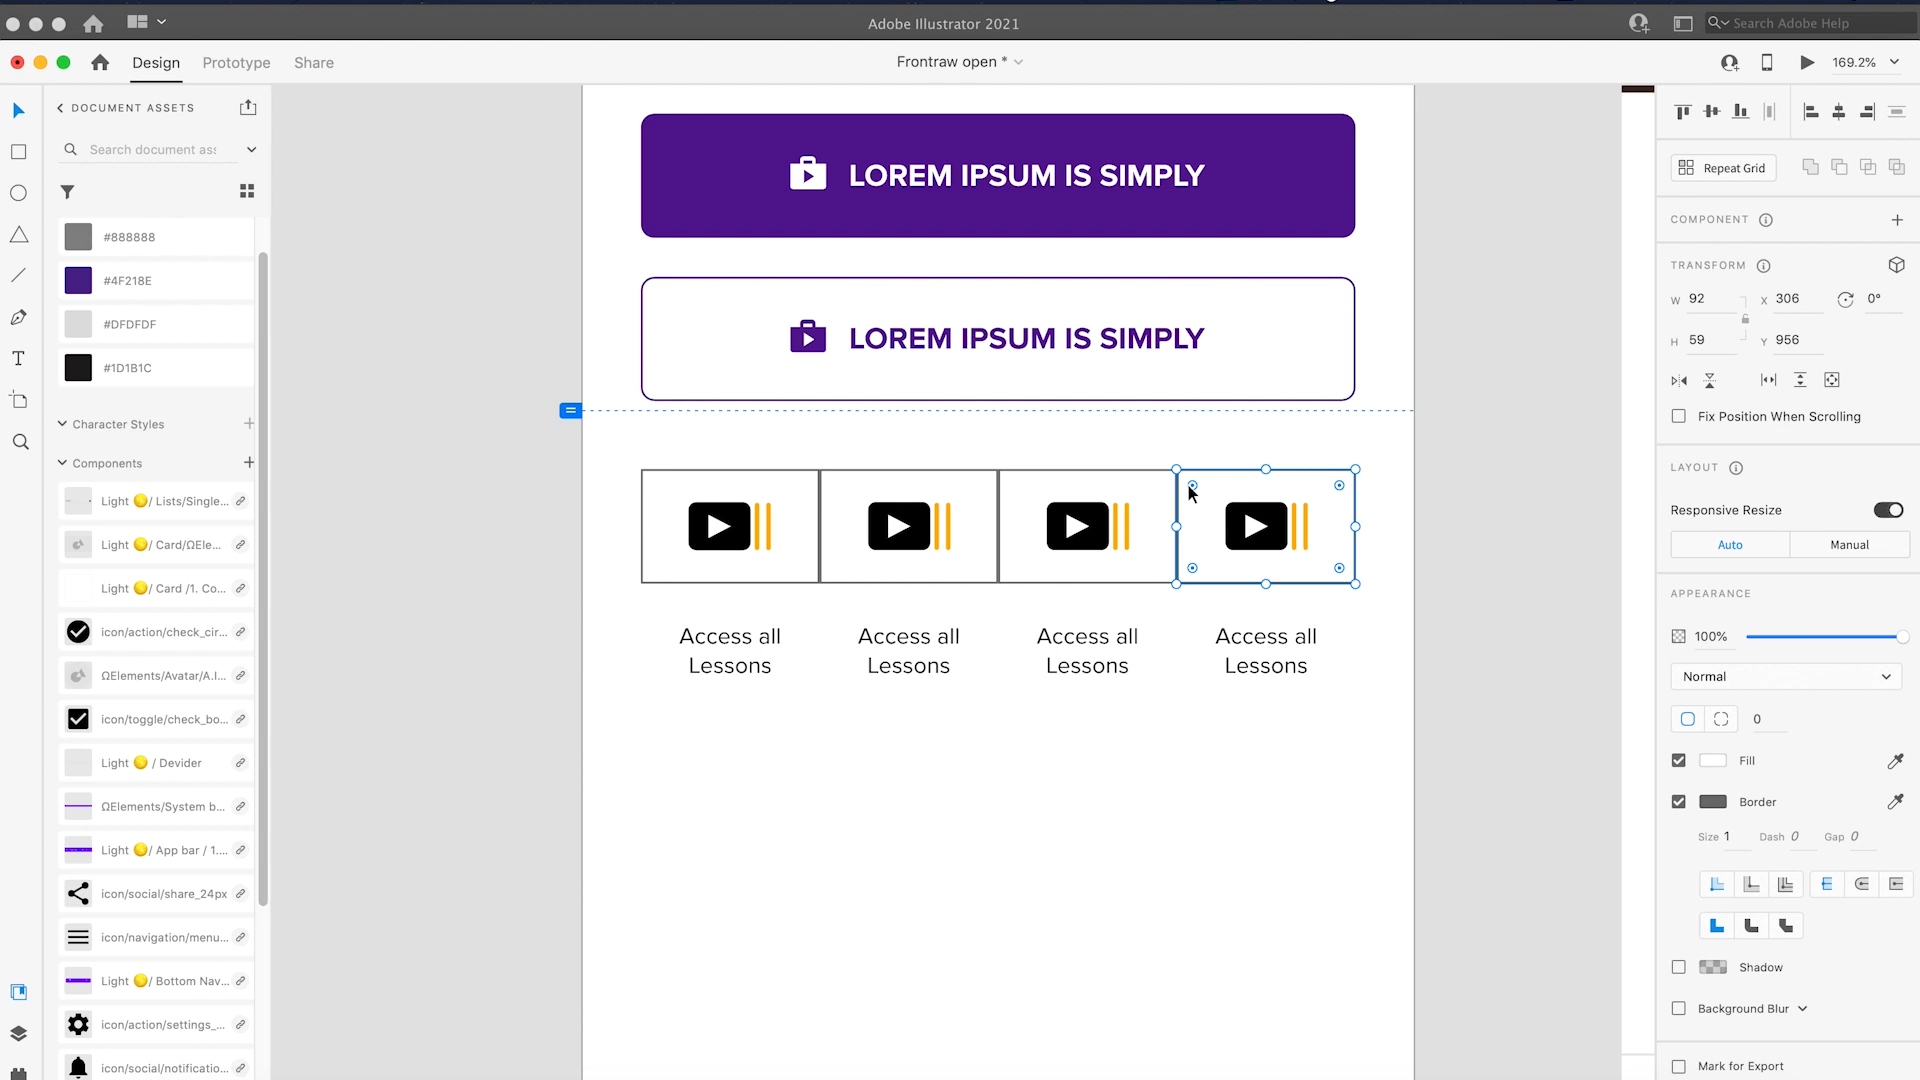 Adobe Illustrator 2021
Search Adobe Help
Design
Prototype
Share
Frontraw open *
169.2%
DOCUMENT ASSETS
Search document ass
#888888
#4F218E
#DFDFDF
#1D1B1C
Character Styles
Components
Light 🟡/ Lists/Single...
Light 🟡/ Card/ΩEle...
Light 🟡/ Card /1. Co...
icon/action/check_cir...
ΩElements/Avatar/A.I...
icon/toggle/check_bo...
Light 🟡 / Devider
ΩElements/System b...
Light 🟡/ App bar / 1....
icon/social/share_24px
icon/navigation/menu...
Light 🟡/ Bottom Nav...
icon/action/settings_...
icon/social/notificatio...
LOREM IPSUM IS SIMPLY
LOREM IPSUM IS SIMPLY
Access all
Lessons
Access all
Lessons
Access all
Lessons
Access all
Lessons
Repeat Grid
COMPONENT
TRANSFORM
W 92
X 306
0°
H 59
Y 956
Fix Position When Scrolling
LAYOUT
Responsive Resize
Auto
Manual
APPEARANCE
100%
Normal
0
Fill
Border
Size 1
Dash 0
Gap 0
Shadow
Background Blur
Mark for Export